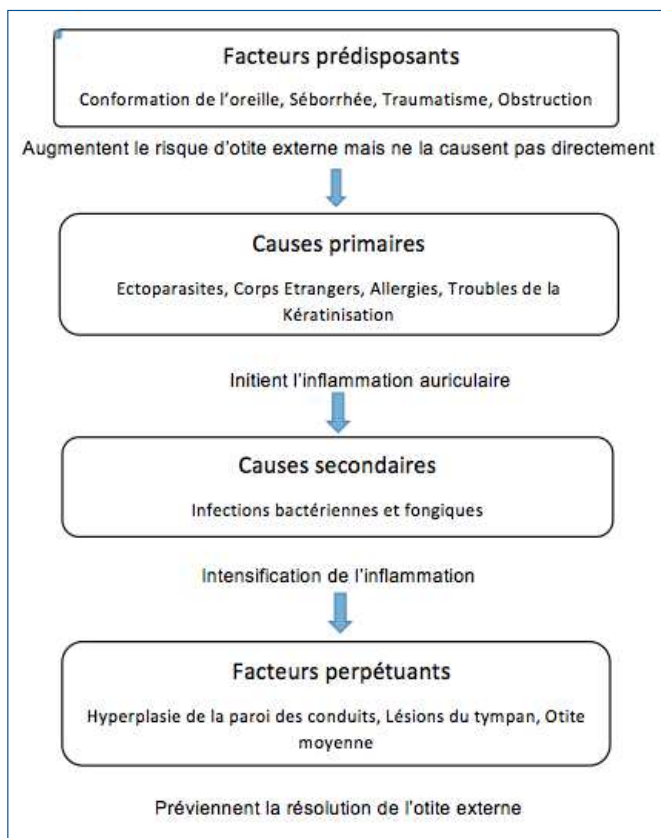 Facteurs prédisposants
Conformation de l'oreille, Séborrhée, Traumatisme, Obstruction
Augmentent le risque d'otite externe mais ne la causent pas directement
Causes primaires
Ectoparasites, Corps Etrangers, Allergies, Troubles de la
Kératinisation
Initient l'inflammation auriculaire
Causes secondaires
Infections bactériennes et fongiques
Intensification de l'inflammation
Facteurs perpétuants
Hyperplasie de la paroi des conduits, Lésions du tympan, Otite
moyenne
Préviennent la résolution de l'otite externe